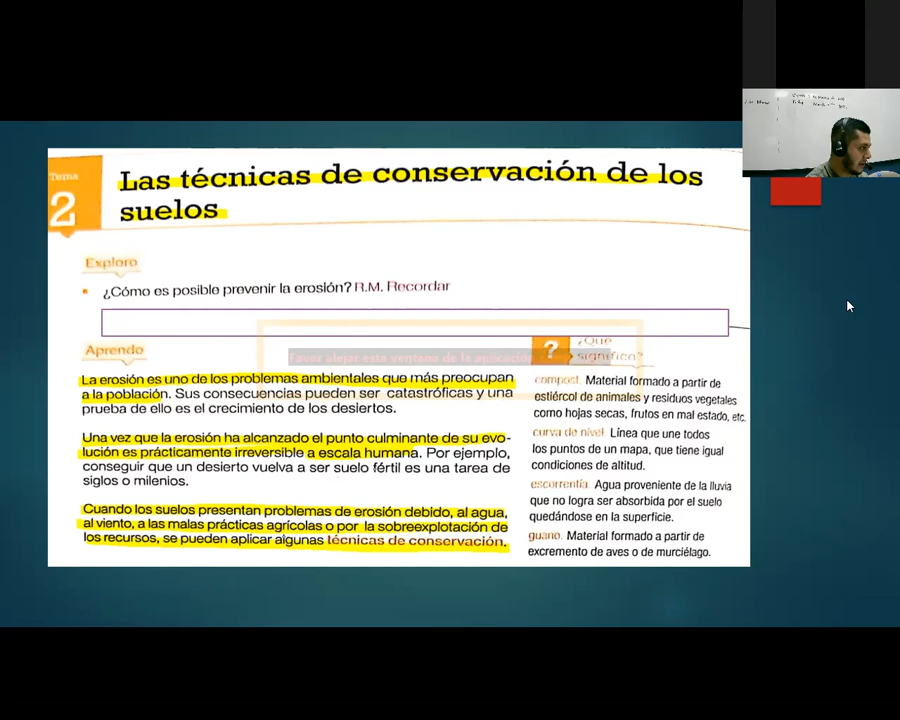 Tema
2
Las técnicas de conservación de los
suelos
Exploro
¿Cómo es posible prevenir la erosión? R.M. Recordar
Aprendo
Favor alejar esta ventana de la aplicación
La erosión es uno de los problemas ambientales que más preocupan
a la población. Sus consecuencias pueden ser catastróficas y una
prueba de ello es el crecimiento de los desiertos.
Una vez que la erosión ha alcanzado el punto culminante de su evo-
lución es prácticamente irreversible a escala humana. Por ejemplo,
conseguir que un desierto vuelva a ser suelo fértil es una tarea de
siglos o milenios.
Cuando los suelos presentan problemas de erosión debido, al agua,
al viento, a las malas prácticas agrícolas o por la sobreexplotación de
los recursos, se pueden aplicar algunas técnicas de conservación.
?
¿Qué
significa?
compost. Material formado a partir de
estiércol de animales y residuos vegetales
como hojas secas, frutos en mal estado, etc.
curva de nivel Línea que une todos
los puntos de un mapa, que tiene igual
condiciones de altitud.
escorrentía. Agua proveniente de la lluvia
que no logra ser absorbida por el suelo
quedándose en la superficie.
guano. Material formado a partir de
excremento de aves o de murciélago.